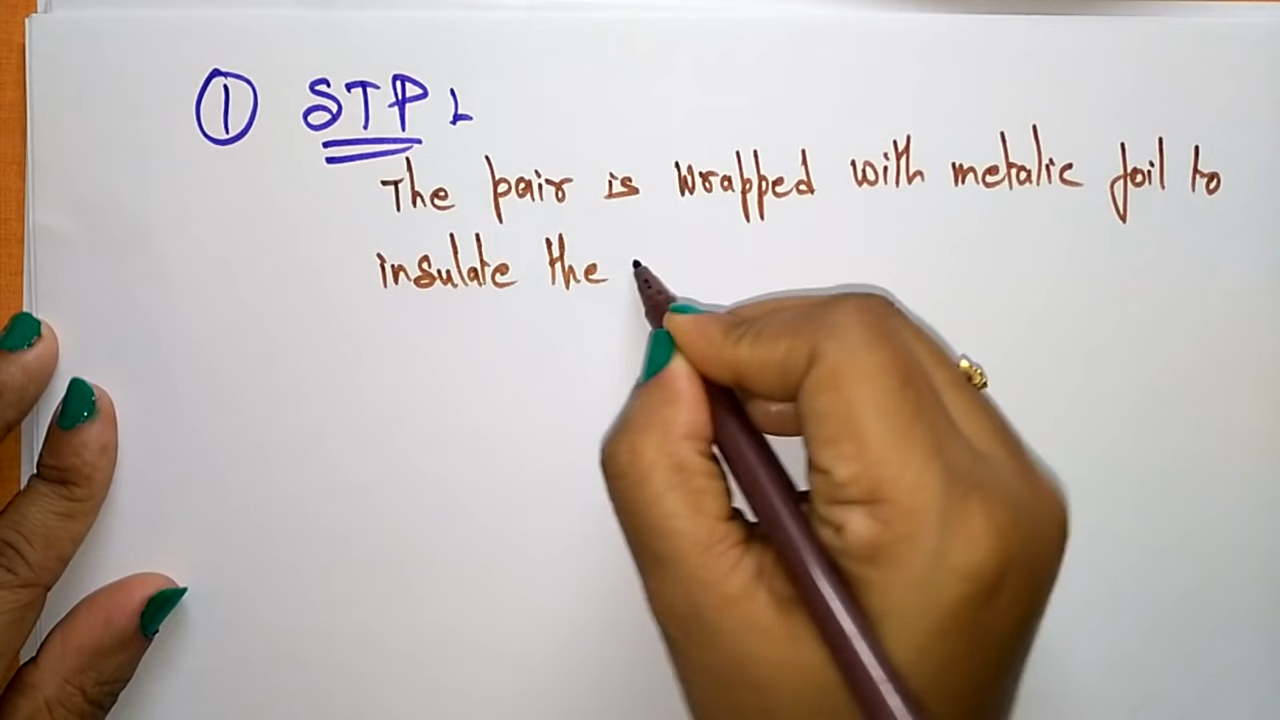 ① STP :
The pair is wrapped with metalic foil to
insulate the